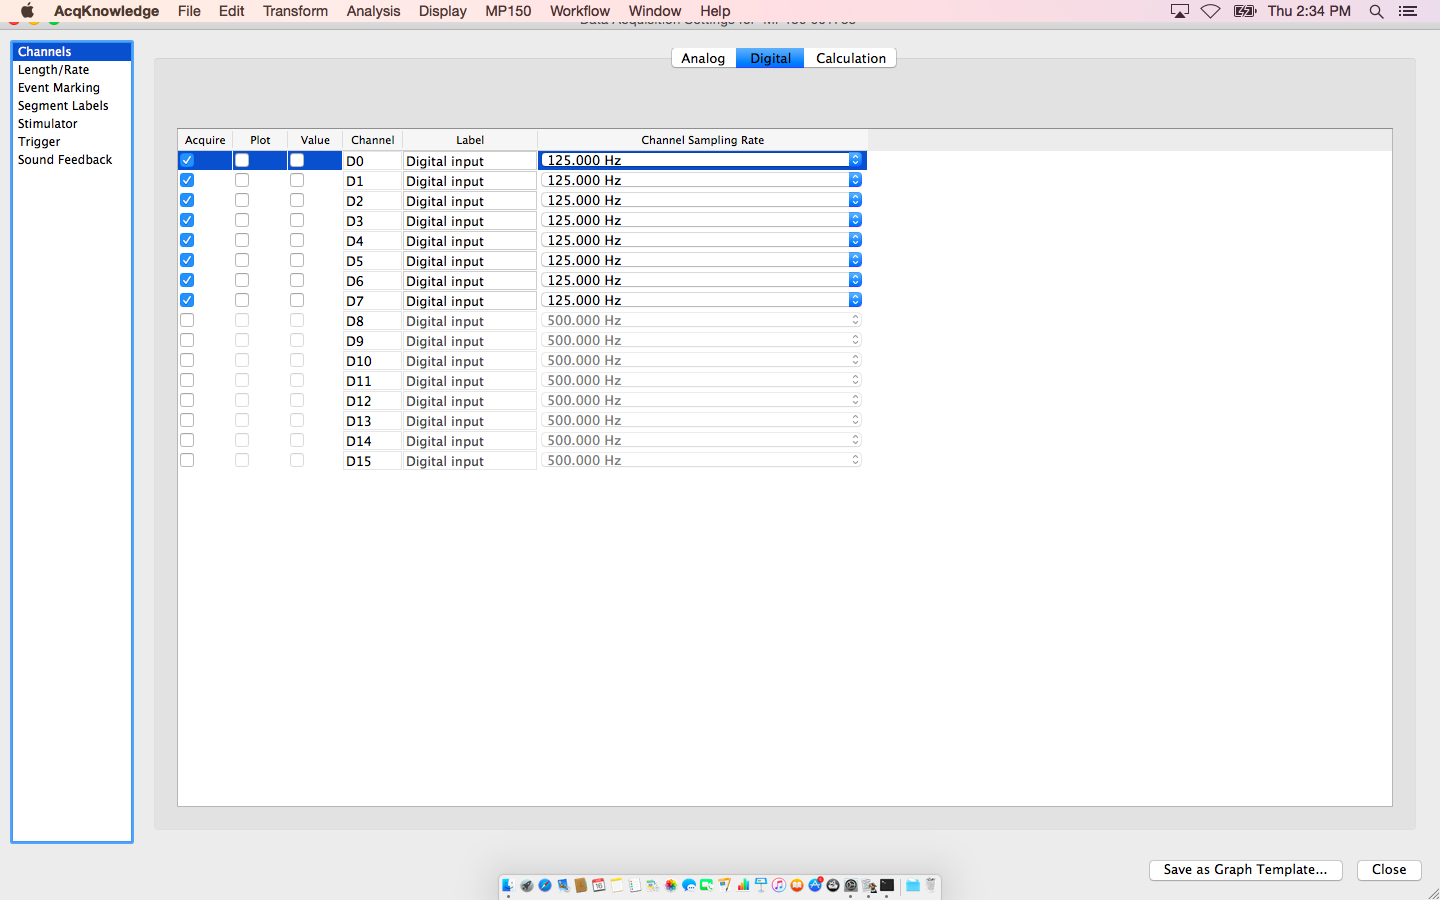 AcqKnowledge File Edit Transform Analysis Display MP150 Workflow Window Help Thu 2:34 PM
Channels
Length/Rate
Event Marking
Segment Labels
Stimulator
Trigger
Sound Feedback
Analog Digital Calculation
Acquire Plot Value Channel Label Channel Sampling Rate
D0 Digital input 125.000 Hz
D1 Digital input 125.000 Hz
D2 Digital input 125.000 Hz
D3 Digital input 125.000 Hz
D4 Digital input 125.000 Hz
D5 Digital input 125.000 Hz
D6 Digital input 125.000 Hz
D7 Digital input 125.000 Hz
D8 Digital input 500.000 Hz
D9 Digital input 500.000 Hz
D10 Digital input 500.000 Hz
D11 Digital input 500.000 Hz
D12 Digital input 500.000 Hz
D13 Digital input 500.000 Hz
D14 Digital input 500.000 Hz
D15 Digital input 500.000 Hz
Save as Graph Template... Close